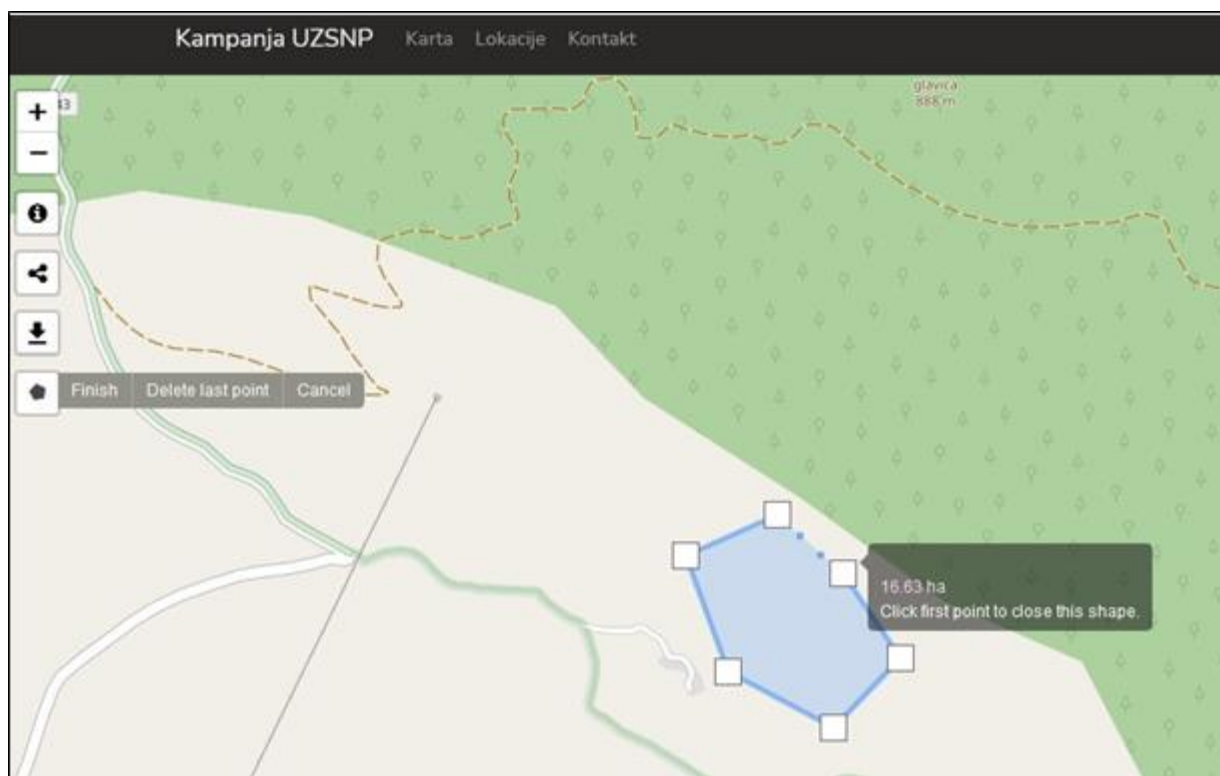 Kampanja UZSNP Karta Lokacije Kontakt
glavica
888 m
+
43
−
Finish Delete last point Cancel
16.63 ha
Click first point to close this shape.